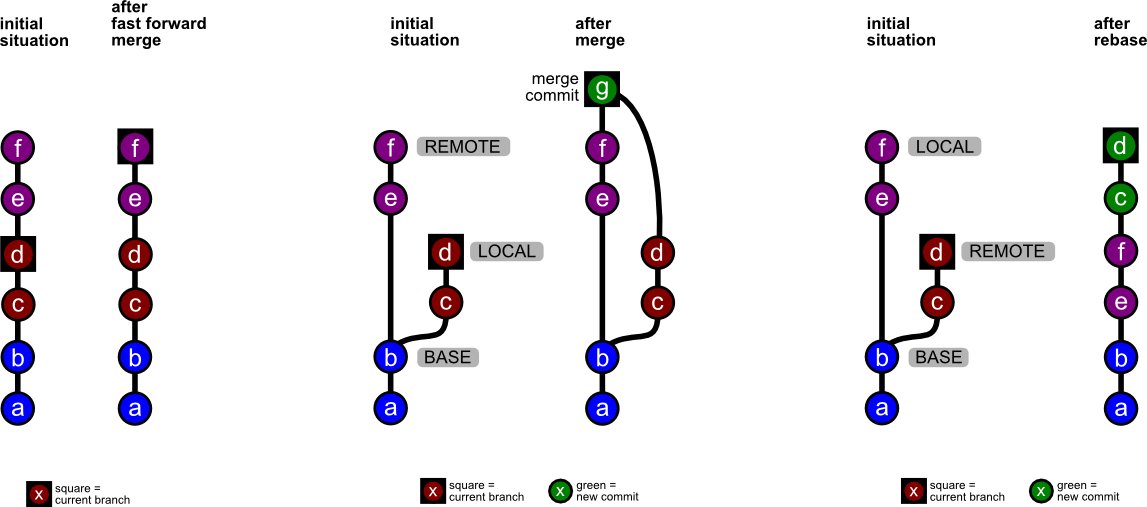 initial
situation
after
fast forward
merge
f
e
d
c
b
a
f
e
d
c
b
a
x
square =
current branch
initial
situation
after
merge
merge
commit
g
f
REMOTE
e
d
LOCAL
c
b
BASE
a
f
e
d
c
b
a
x
square =
current branch
x
green =
new commit
initial
situation
after
rebase
f
LOCAL
e
d
REMOTE
c
b
BASE
a
d
c
f
e
b
a
x
square =
current branch
x
green =
new commit